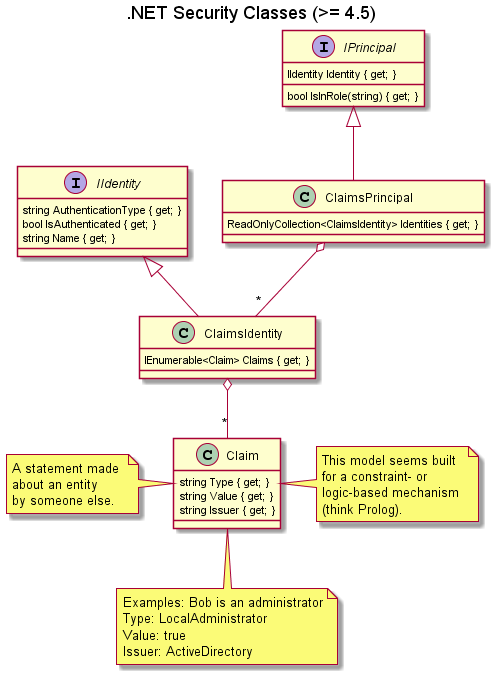 .NET Security Classes (>= 4.5)
I IPrincipal
IIdentity Identity { get; }
bool IsInRole(string) { get; }
I IIdentity
string AuthenticationType { get; }
bool IsAuthenticated { get; }
string Name { get; }
C ClaimsPrincipal
ReadOnlyCollection<ClaimsIdentity> Identities { get; }
*
C ClaimsIdentity
IEnumerable<Claim> Claims { get; }
*
C Claim
string Type { get; }
string Value { get; }
string Issuer { get; }
A statement made
about an entity
by someone else.
This model seems built
for a constraint- or
logic-based mechanism
(think Prolog).
Examples: Bob is an administrator
Type: LocalAdministrator
Value: true
Issuer: ActiveDirectory